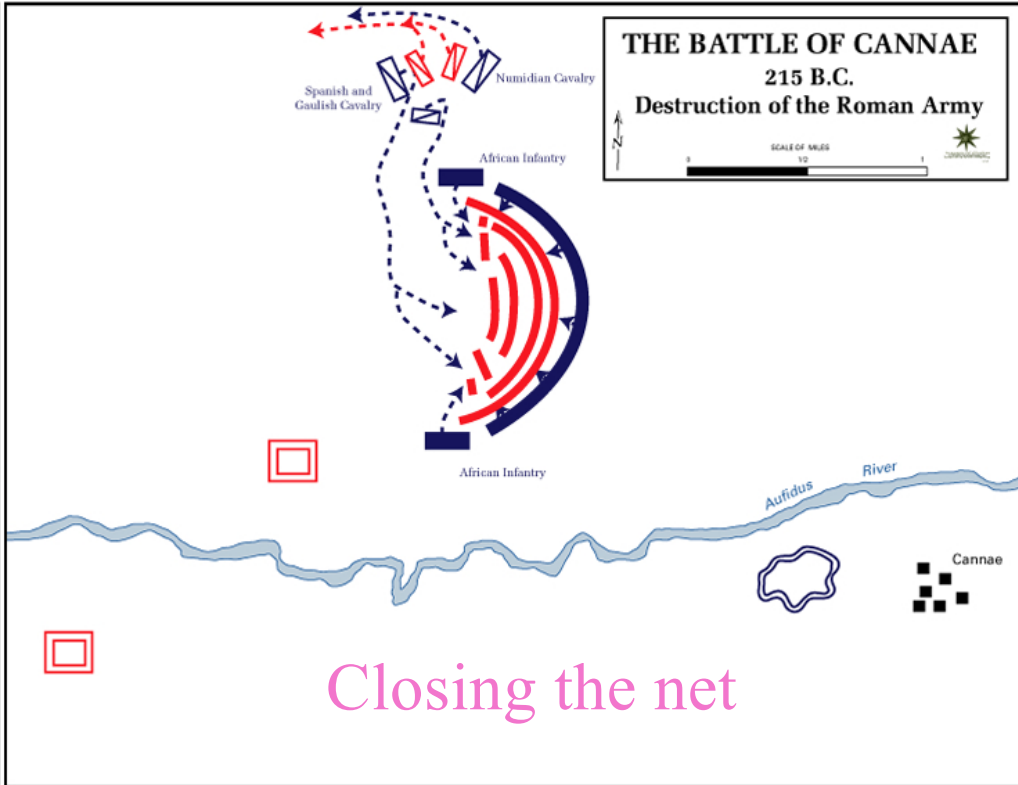 THE BATTLE OF CANNAE
215 B.C.
Destruction of the Roman Army
N
SCALE OF MILES
0 1/2 1
Numidian Cavalry
Spanish and
Gaulish Cavalry
African Infantry
African Infantry
Aufidus River
Cannae
Closing the net